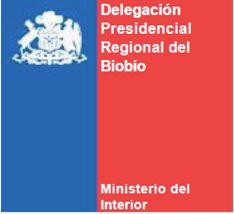 Delegación
Presidencial
Regional del
Biobío
Ministerio del
Interior